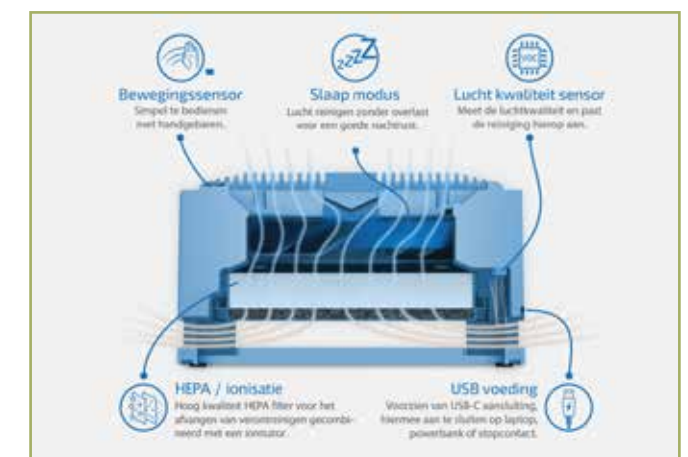 zzzZ
VOC
Bewegingssensor
Simpel te bedienen
met handgebaren.
Slaap modus
Lucht reinigen zonder overlast
voor een goede nachtrust.
Lucht kwaliteit sensor
Meet de luchtkwaliteit en past
de reiniging hierop aan.
HEPA / ionisatie
Hoog kwaliteit HEPA filter voor het
afvangen van verontreinigen gecombi-
neerd met een ionisator.
USB voeding
Voorzien van USB-C aansluiting,
hiermee aan te sluiten op laptop,
powerbank of stopcontact.